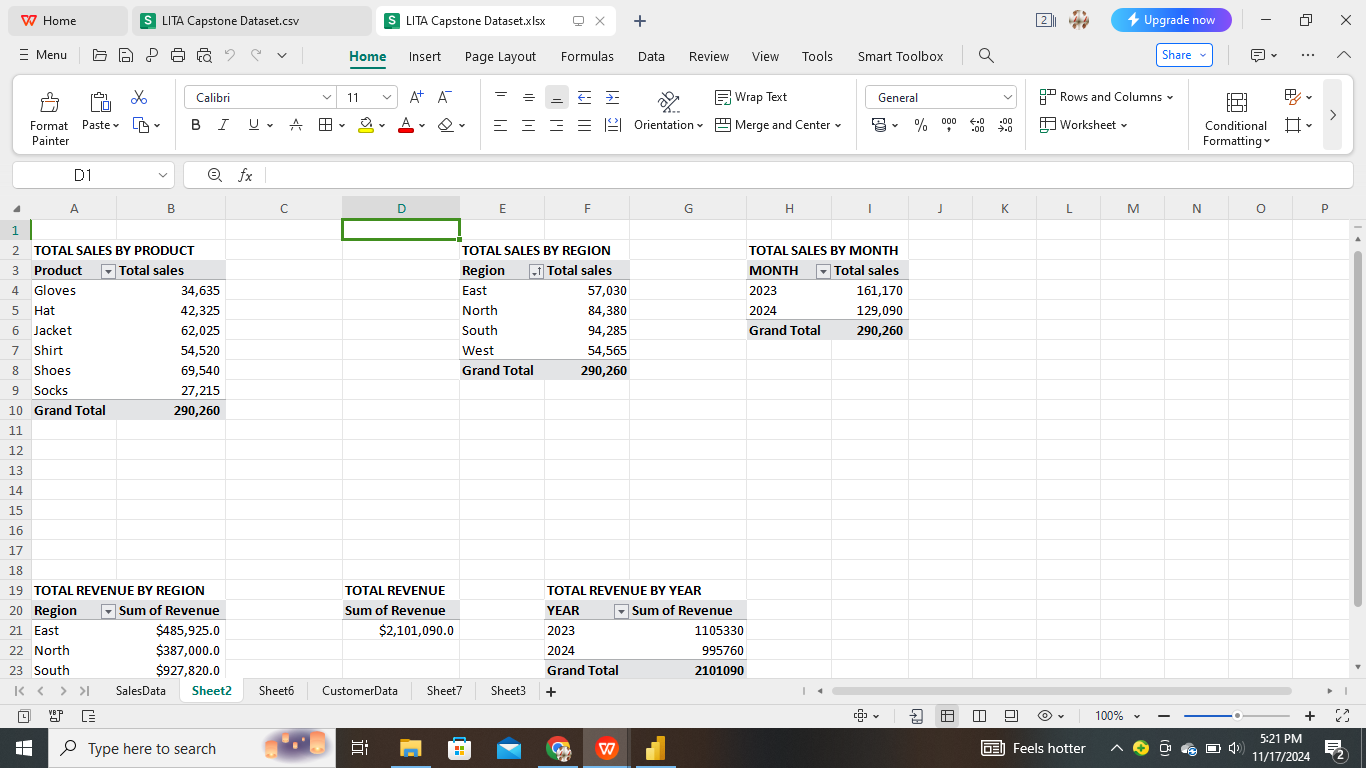 Home
LITA Capstone Dataset.csv
LITA Capstone Dataset.xlsx
2
Upgrade now
Menu
Home Insert Page Layout Formulas Data Review View Tools Smart Toolbox
Share
Format Painter
Paste
Calibri
11
Orientation
Wrap Text
Merge and Center
General
Rows and Columns
Worksheet
Conditional Formatting
D1
fx
A B C D E F G H I J K L M N O P
1
2 TOTAL SALES BY PRODUCT TOTAL SALES BY REGION TOTAL SALES BY MONTH
3 Product Total sales Region Total sales MONTH Total sales
4 Gloves 34,635 East 57,030 2023 161,170
5 Hat 42,325 North 84,380 2024 129,090
6 Jacket 62,025 South 94,285 Grand Total 290,260
7 Shirt 54,520 West 54,565
8 Shoes 69,540 Grand Total 290,260
9 Socks 27,215
10 Grand Total 290,260
11
12
13
14
15
16
17
18
19 TOTAL REVENUE BY REGION TOTAL REVENUE TOTAL REVENUE BY YEAR
20 Region Sum of Revenue Sum of Revenue YEAR Sum of Revenue
21 East $485,925.0 $2,101,090.0 2023 1105330
22 North $387,000.0 2024 995760
23 South $927,820.0 Grand Total 2101090
SalesData Sheet2 Sheet6 CustomerData Sheet7 Sheet3
100%
Type here to search
Feels hotter
5:21 PM
11/17/2024
2